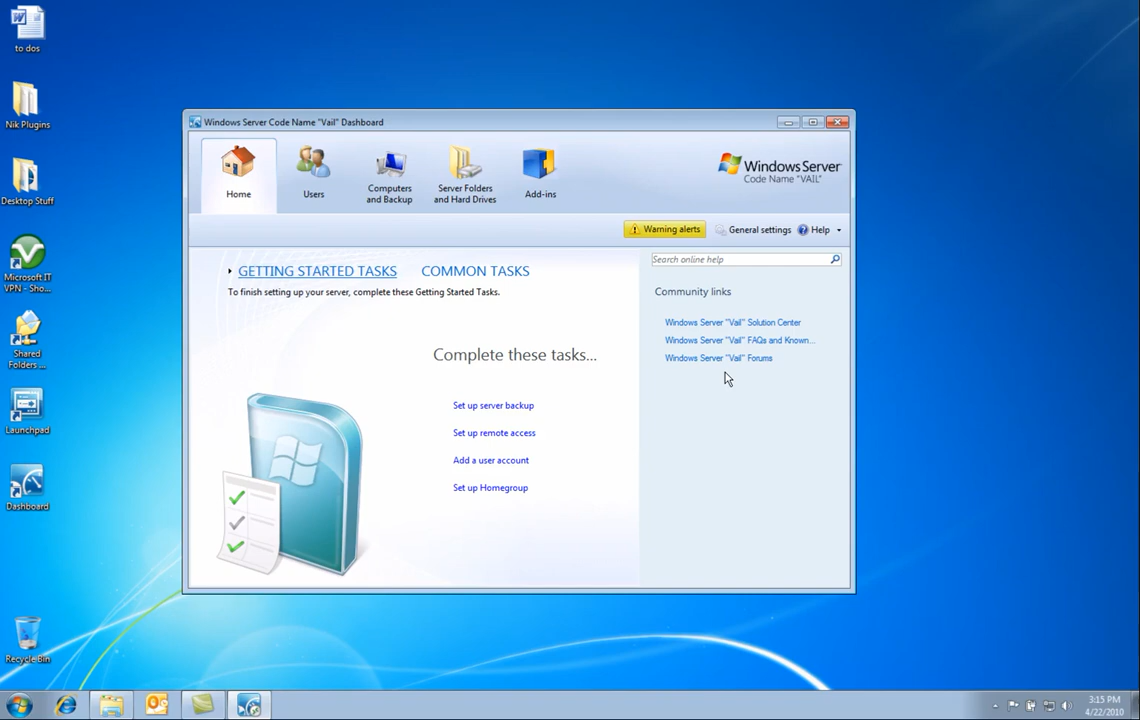 to dos
Nik Plugins
Desktop Stuff
Microsoft IT
VPN - Sho...
Shared
Folders ...
Launchpad
Dashboard
Recycle Bin
Windows Server Code Name "Vail" Dashboard
Home
Users
Computers
and Backup
Server Folders
and Hard Drives
Add-ins
Windows Server
Code Name "VAIL"
Warning alerts
General settings
Help
GETTING STARTED TASKS
COMMON TASKS
To finish setting up your server, complete these Getting Started Tasks.
Complete these tasks...
Set up server backup
Set up remote access
Add a user account
Set up Homegroup
Search online help
Community links
Windows Server "Vail" Solution Center
Windows Server "Vail" FAQs and Known...
Windows Server "Vail" Forums
3:15 PM
4/22/2010